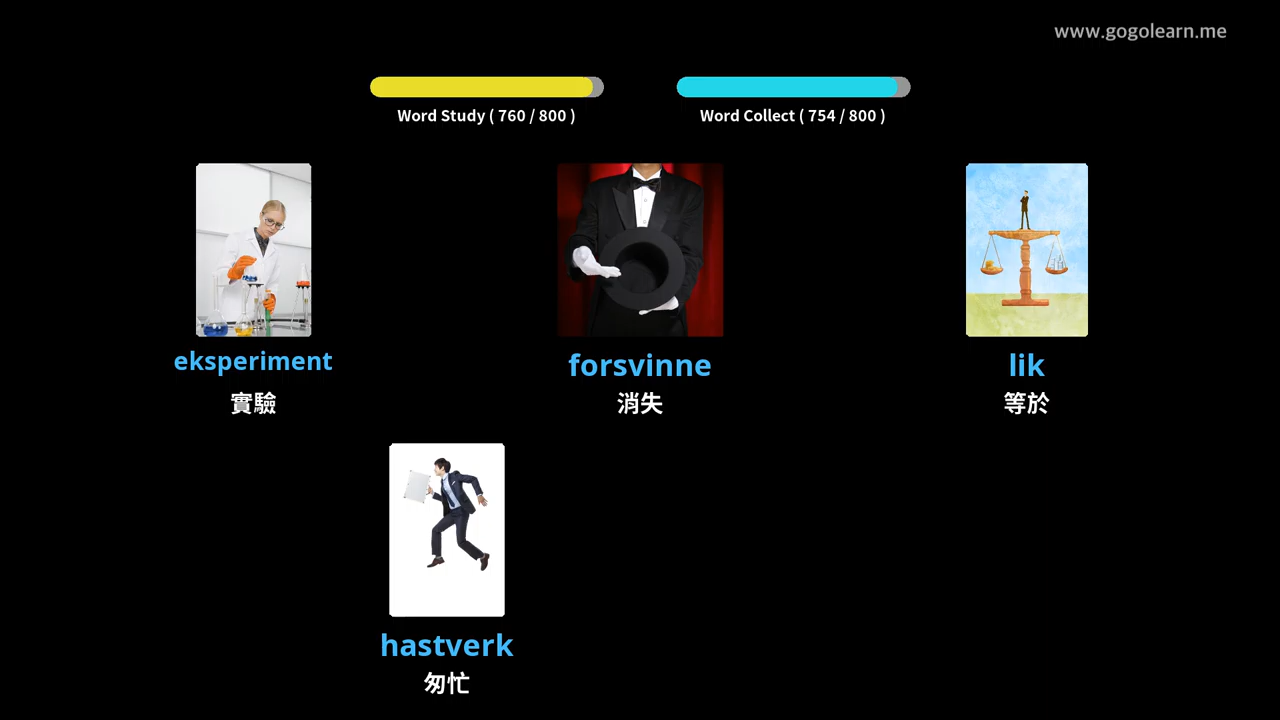 www.gogolearn.me
Word Study ( 760 / 800 )
Word Collect ( 754 / 800 )
eksperiment
實驗
forsvinne
消失
lik
等於
hastverk
匆忙